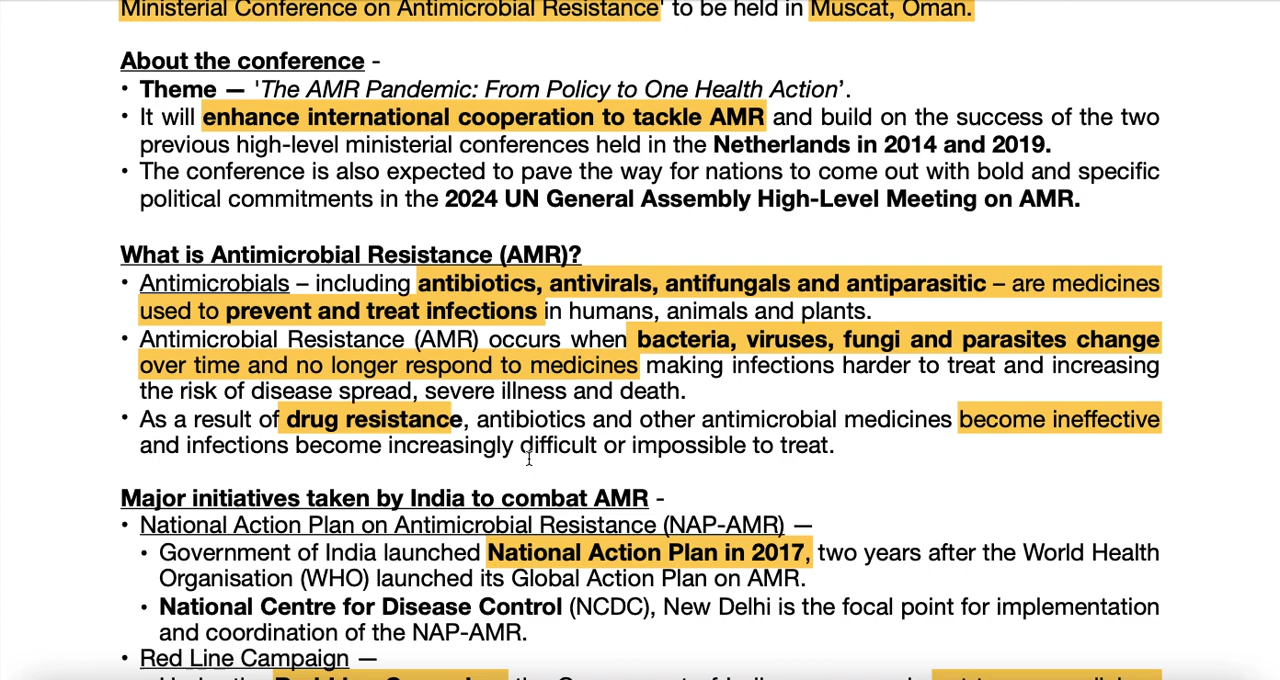 Ministerial Conference on Antimicrobial Resistance' to be held in Muscat, Oman.
About the conference -
• Theme — 'The AMR Pandemic: From Policy to One Health Action’.
• It will enhance international cooperation to tackle AMR and build on the success of the two
previous high-level ministerial conferences held in the Netherlands in 2014 and 2019.
• The conference is also expected to pave the way for nations to come out with bold and specific
political commitments in the 2024 UN General Assembly High-Level Meeting on AMR.
What is Antimicrobial Resistance (AMR)?
• Antimicrobials – including antibiotics, antivirals, antifungals and antiparasitic – are medicines
used to prevent and treat infections in humans, animals and plants.
• Antimicrobial Resistance (AMR) occurs when bacteria, viruses, fungi and parasites change
over time and no longer respond to medicines making infections harder to treat and increasing
the risk of disease spread, severe illness and death.
• As a result of drug resistance, antibiotics and other antimicrobial medicines become ineffective
and infections become increasingly difficult or impossible to treat.
Major initiatives taken by India to combat AMR -
• National Action Plan on Antimicrobial Resistance (NAP-AMR) —
• Government of India launched National Action Plan in 2017, two years after the World Health
Organisation (WHO) launched its Global Action Plan on AMR.
• National Centre for Disease Control (NCDC), New Delhi is the focal point for implementation
and coordination of the NAP-AMR.
• Red Line Campaign —